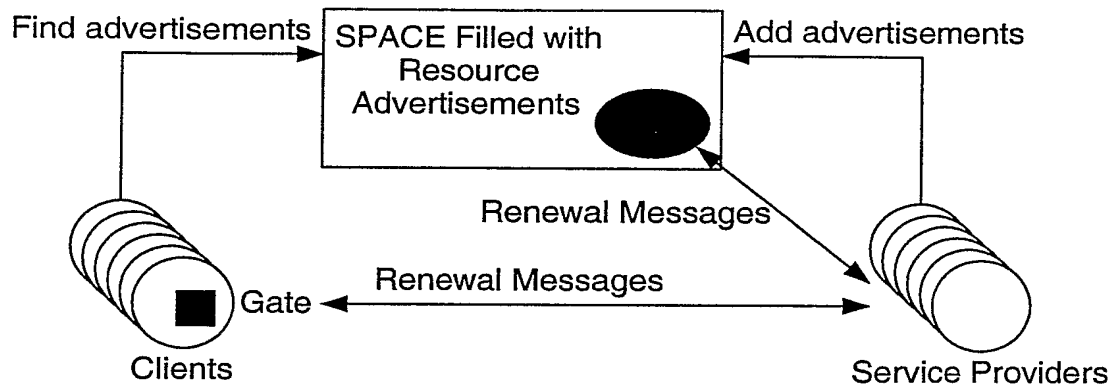 Find advertisements
SPACE Filled with
Resource
Advertisements
Add advertisements
Renewal Messages
Renewal Messages
Gate
Clients
Service Providers